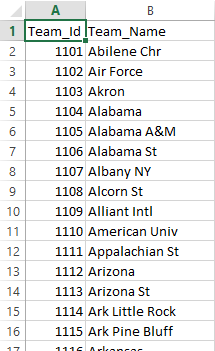 A B
1 Team_Id Team_Name
2 1101 Abilene Chr
3 1102 Air Force
4 1103 Akron
5 1104 Alabama
6 1105 Alabama A&M
7 1106 Alabama St
8 1107 Albany NY
9 1108 Alcorn St
10 1109 Alliant Intl
11 1110 American Univ
12 1111 Appalachian St
13 1112 Arizona
14 1113 Arizona St
15 1114 Ark Little Rock
16 1115 Ark Pine Bluff
17 1116 Arkansas